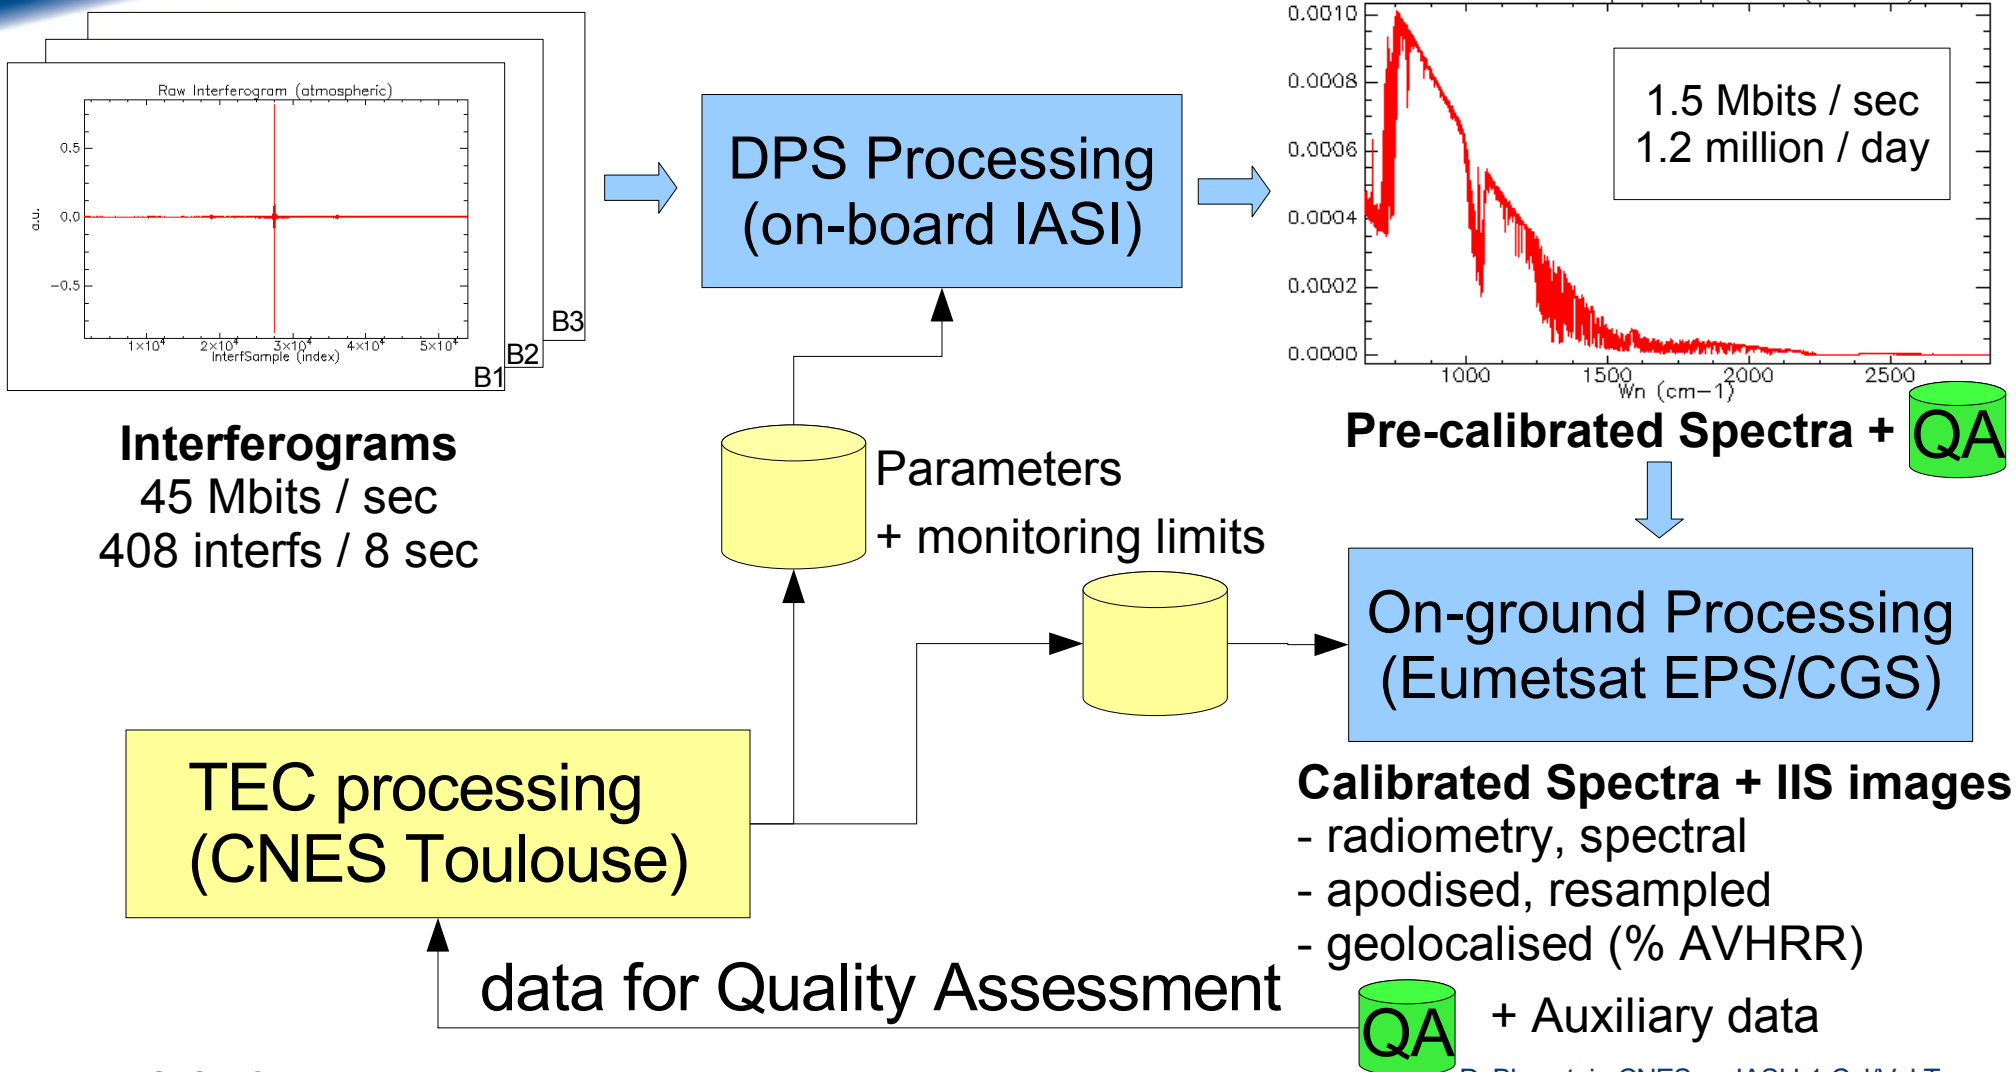 Raw Interferogram (atmospheric)
0.5
0.0
-0.5
a.u.
1×10⁴ 2×10⁴ 3×10⁴ 4×10⁴ 5×10⁴
InterfSample (index)
B1
B2
B3
Interferograms
45 Mbits / sec
408 interfs / 8 sec
DPS Processing
(on-board IASI)
0.0010
0.0008
0.0006
0.0004
0.0002
0.0000
1000 1500 2000 2500
Wn (cm-1)
1.5 Mbits / sec
1.2 million / day
Pre-calibrated Spectra +
QA
Parameters
+ monitoring limits
On-ground Processing
(Eumetsat EPS/CGS)
TEC processing
(CNES Toulouse)
Calibrated Spectra + IIS images
- radiometry, spectral
- apodised, resampled
- geolocalised (% AVHRR)
data for Quality Assessment
QA
+ Auxiliary data